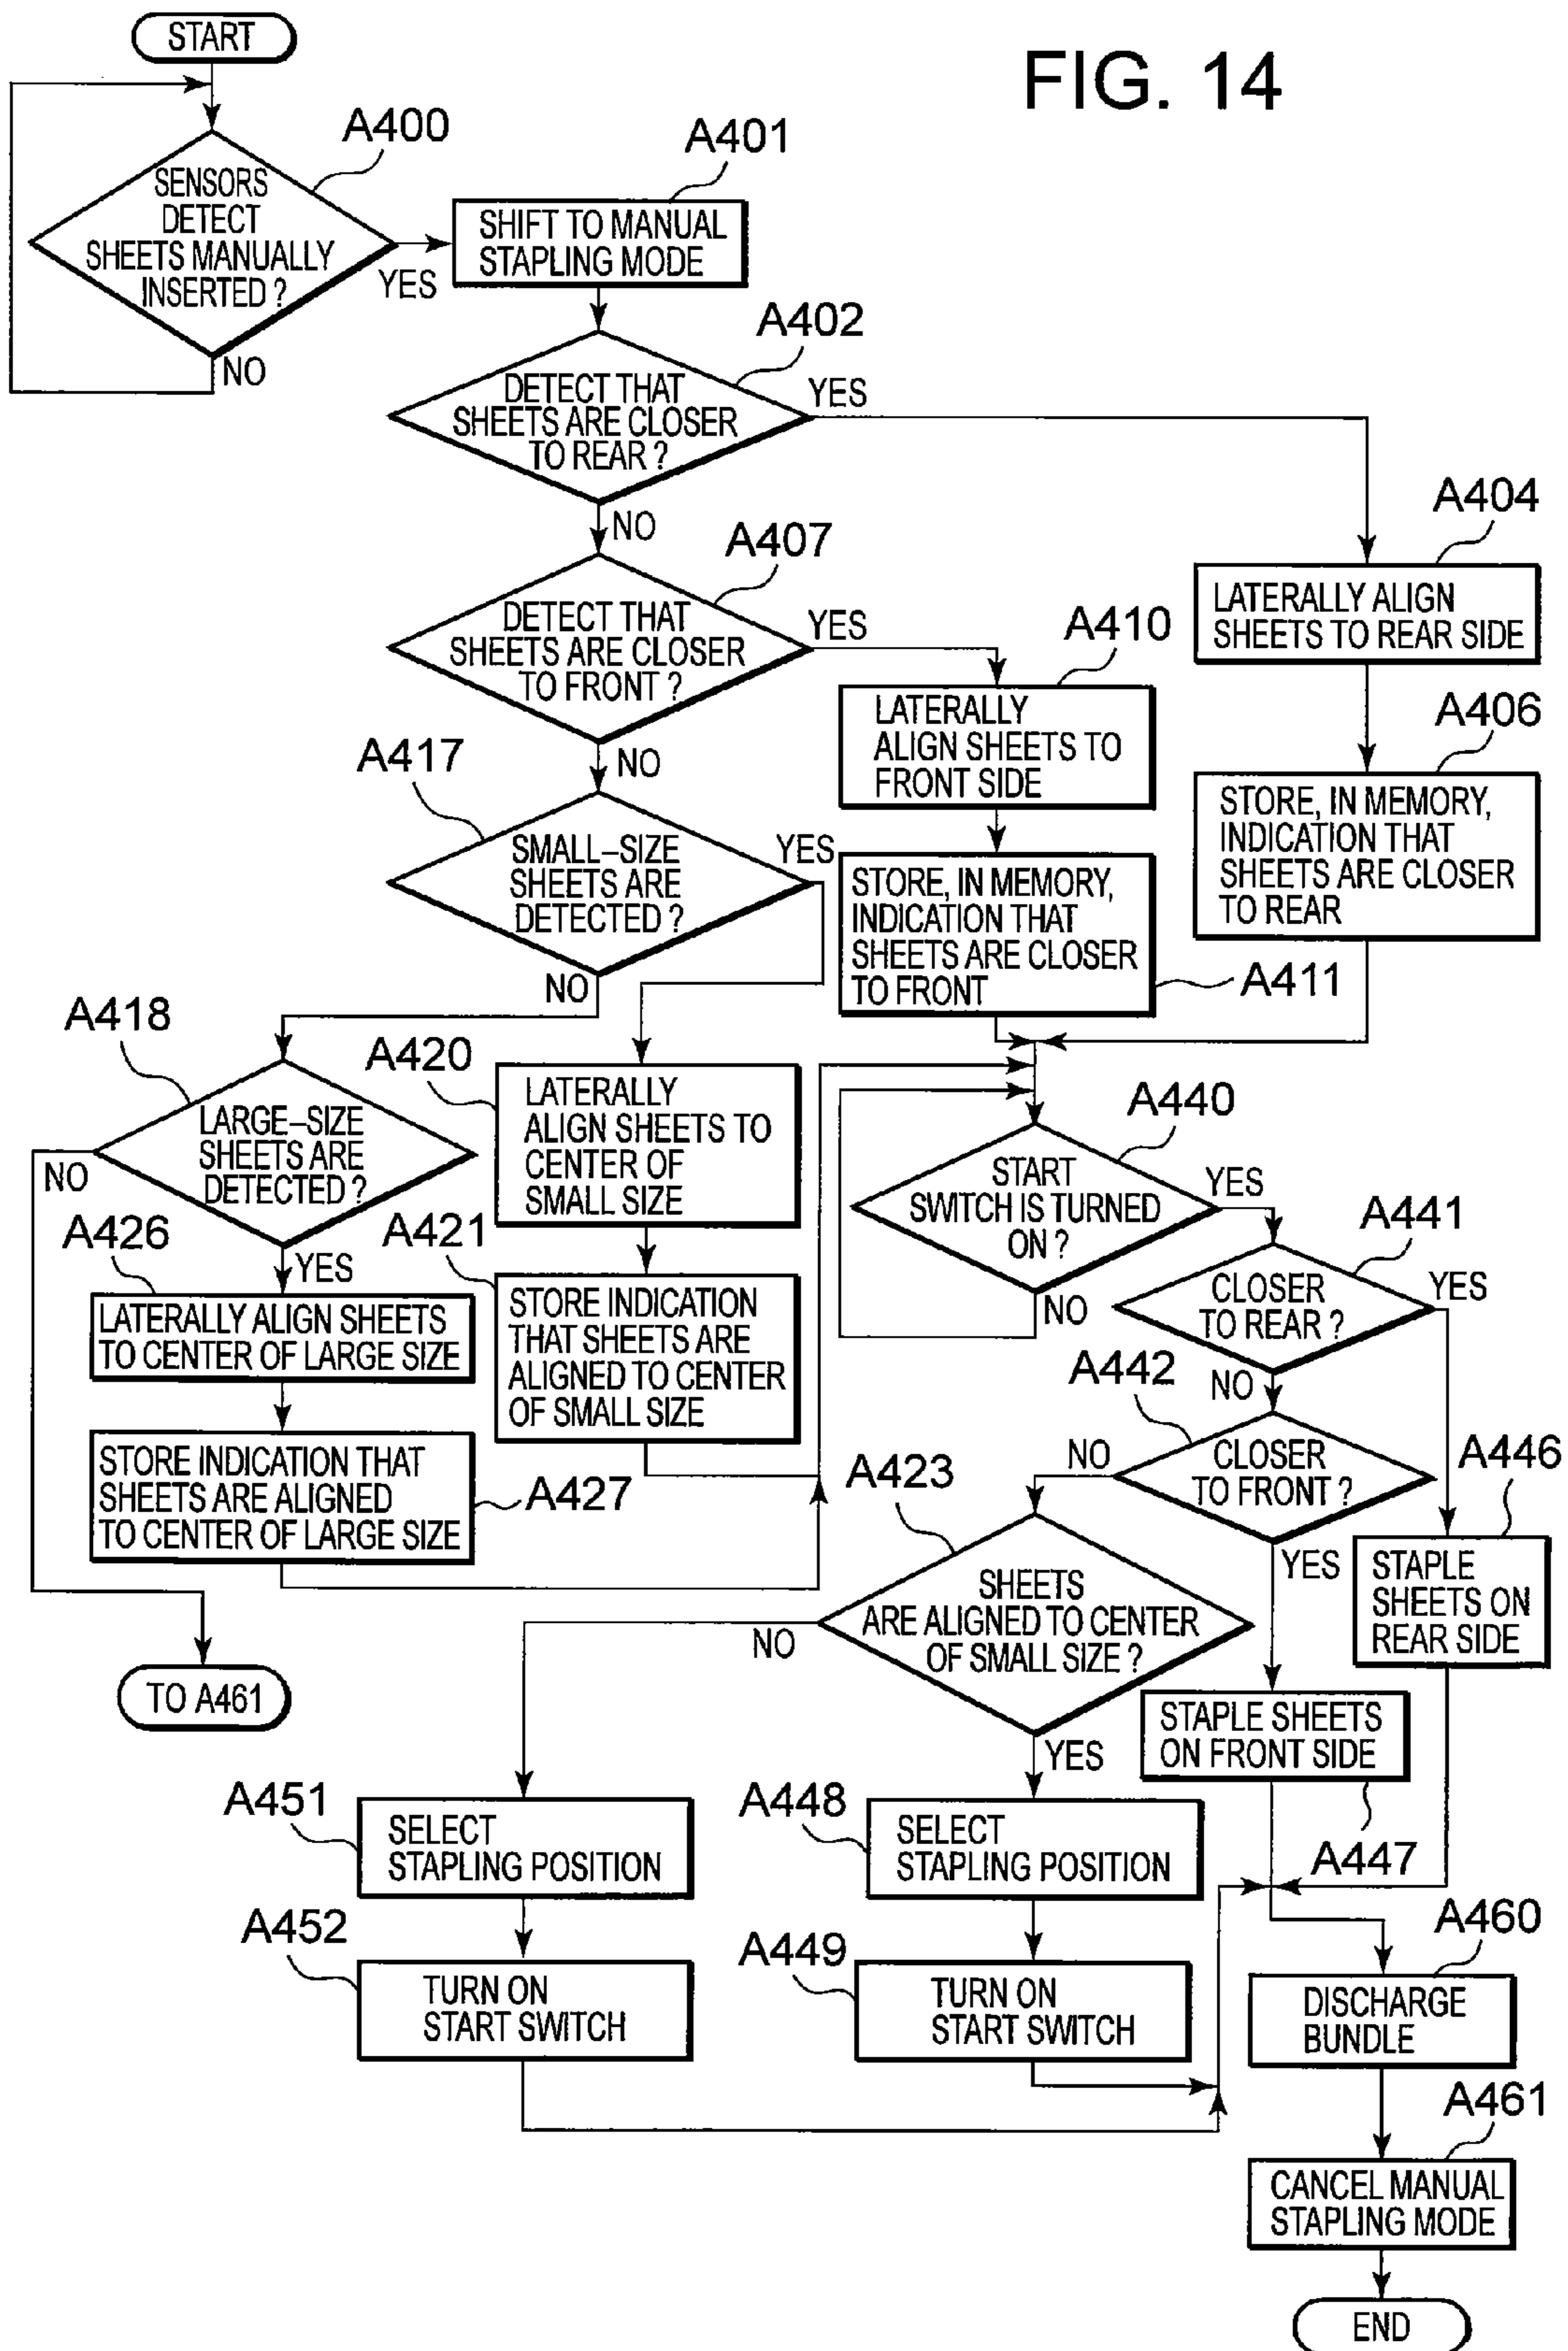 START
FIG. 14
A400
SENSORS
DETECT
SHEETS MANUALLY
INSERTED ?
YES
NO
A401
SHIFT TO MANUAL
STAPLING MODE
A402
DETECT THAT
SHEETS ARE CLOSER
TO REAR ?
YES
NO
A404
LATERALLY ALIGN
SHEETS TO REAR SIDE
A406
STORE, IN MEMORY,
INDICATION THAT
SHEETS ARE CLOSER
TO REAR
A407
DETECT THAT
SHEETS ARE CLOSER
TO FRONT ?
YES
NO
A410
LATERALLY
ALIGN SHEETS TO
FRONT SIDE
STORE, IN MEMORY,
INDICATION THAT
SHEETS ARE CLOSER
TO FRONT
A411
A417
SMALL-SIZE
SHEETS ARE
DETECTED ?
YES
NO
A418
LARGE-SIZE
SHEETS ARE
DETECTED ?
NO
YES
A420
LATERALLY
ALIGN SHEETS TO
CENTER OF
SMALL SIZE
A421
STORE INDICATION
THAT SHEETS ARE
ALIGNED TO CENTER
OF SMALL SIZE
A426
LATERALLY ALIGN SHEETS
TO CENTER OF LARGE SIZE
STORE INDICATION THAT
SHEETS ARE ALIGNED
TO CENTER OF LARGE SIZE
A427
TO A461
A440
START
SWITCH IS TURNED
ON ?
YES
NO
A441
CLOSER
TO REAR ?
YES
NO
A442
CLOSER
TO FRONT ?
NO
YES
A446
STAPLE
SHEETS ON
REAR SIDE
A423
SHEETS
ARE ALIGNED TO CENTER
OF SMALL SIZE ?
NO
YES
STAPLE SHEETS
ON FRONT SIDE
A447
A451
SELECT
STAPLING POSITION
A448
SELECT
STAPLING POSITION
A452
TURN ON
START SWITCH
A449
TURN ON
START SWITCH
A460
DISCHARGE
BUNDLE
A461
CANCEL MANUAL
STAPLING MODE
END